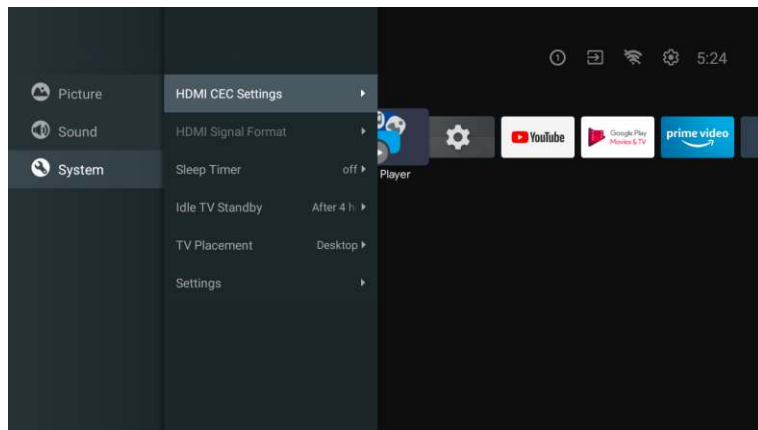 1
5:24
Picture
Sound
System
HDMI CEC Settings
HDMI Signal Format
Sleep Timer off
Idle TV Standby After 4 h
TV Placement Desktop
Settings
Player
YouTube
Google Play
Movies & TV
prime video